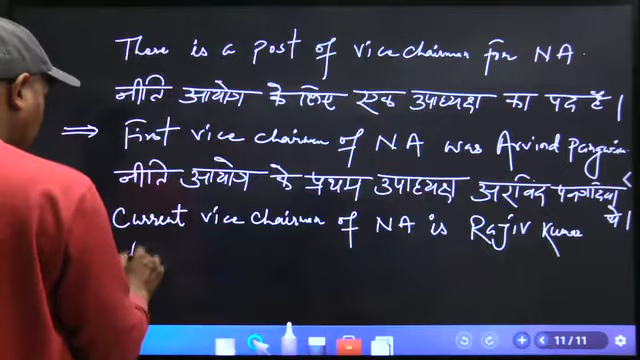 There is a post of vice chairman for NA.
नीति आयोग के लिए एक उपाध्यक्ष का पद है।
⇒ First vice chairman of NA was Arvind Pangaria
नीति आयोग के प्रथम उपाध्यक्ष अरविंद पनगढिया थे।
Current vice chairman of NA is Rajiv Kumar
11/11